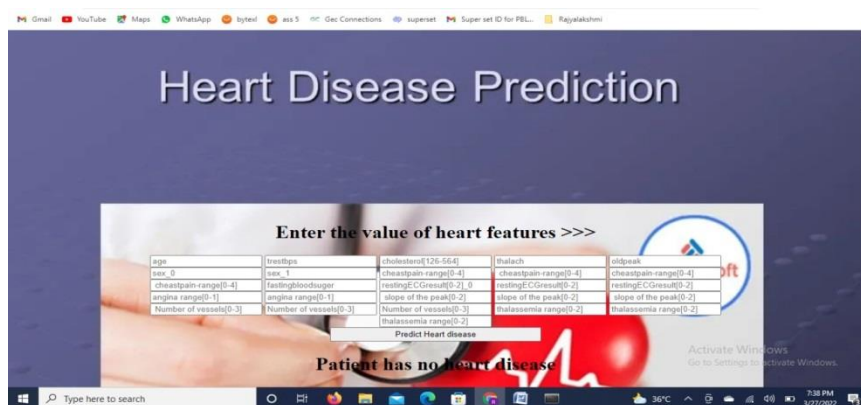 Gmail YouTube Maps WhatsApp bytexl ass 5 Gec Connections superset Super set ID for PBL... Rajyalakshmi
Heart Disease Prediction
Enter the value of heart features >>>
age trestbps cholesterol[126-564] thalach oldpeak
sex_0 sex_1 cheastpain-range[0-4] cheastpain-range[0-4] cheastpain-range[0-4]
cheastpain-range[0-4] fastingbloodsuger restingECGresult[0-2]_0 restingECGresult[0-2] restingECGresult[0-2]
angina range[0-1] angina range[0-1] slope of the peak[0-2] slope of the peak[0-2] slope of the peak[0-2]
Number of vessels[0-3] Number of vessels[0-3] Number of vessels[0-3] thalassemia range[0-2] thalassemia range[0-2]
thalassemia range[0-2]
Predict Heart disease
Patient has no heart disease
oft
Activate Windows
Go to Settings to activate Windows.
Type here to search 36°C 7:38 PM
3/27/2022